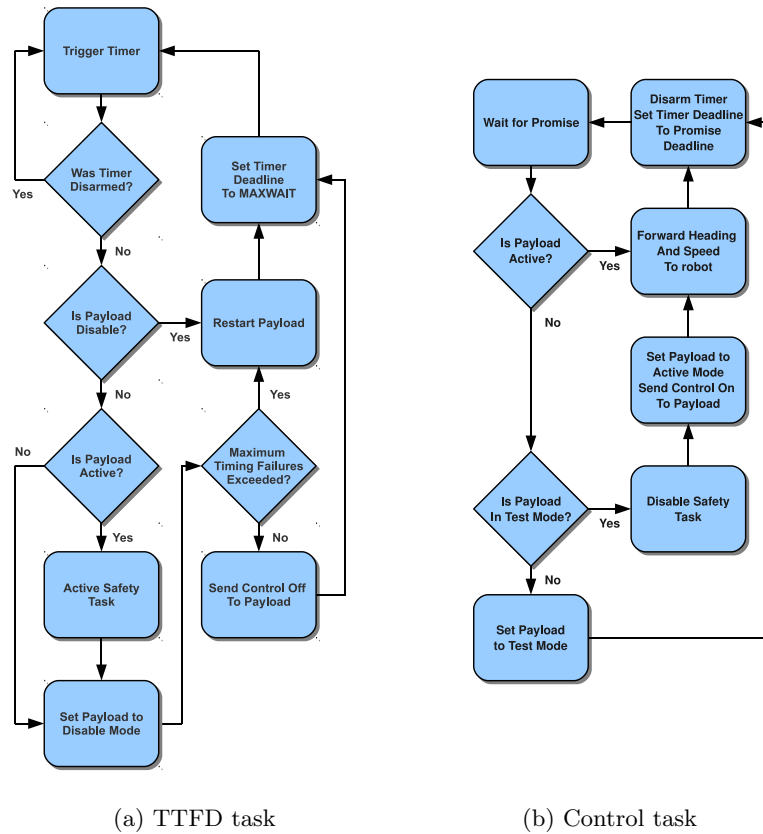 Trigger Timer
Was Timer
Disarmed?
Yes
No
Set Timer
Deadline
To MAXWAIT
Is Payload
Disable?
Yes
Restart Payload
No
Yes
No
Is Payload
Active?
Maximum
Timing Failures
Exceeded?
Yes
No
Active Safety
Task
Send Control Off
To Payload
Set Payload to
Disable Mode
(a) TTFD task
Wait for Promise
Disarm Timer
Set Timer Deadline
To Promise
Deadline
Is Payload
Active?
Yes
Forward Heading
And Speed
To robot
No
Set Payload to
Active Mode
Send Control On
To Payload
Is Payload
In Test Mode?
Yes
Disable Safety
Task
No
Set Payload
to Test Mode
(b) Control task